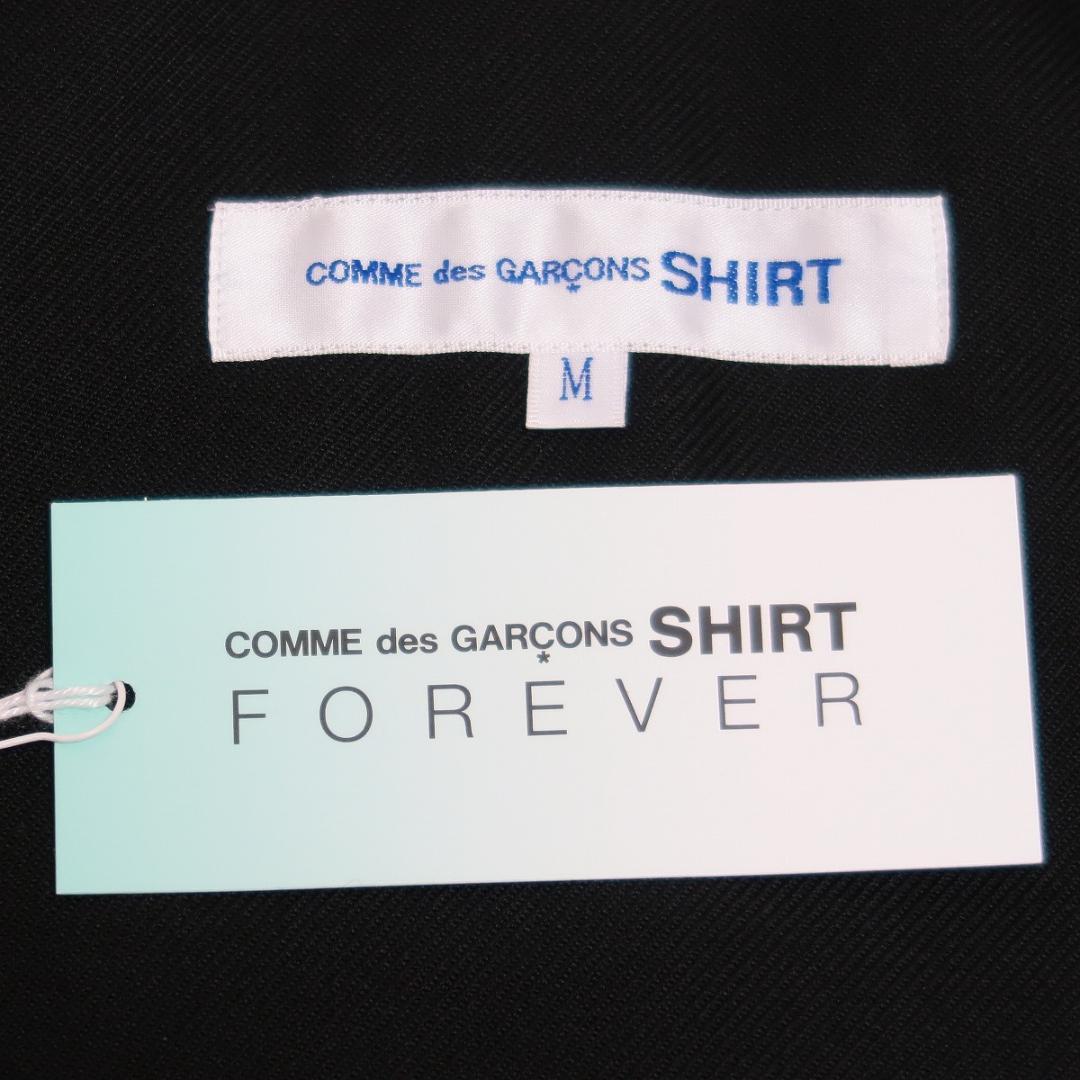 COMME des GARÇONS SHIRT
*
M
COMME des GARÇONS SHIRT
*
FOREVER